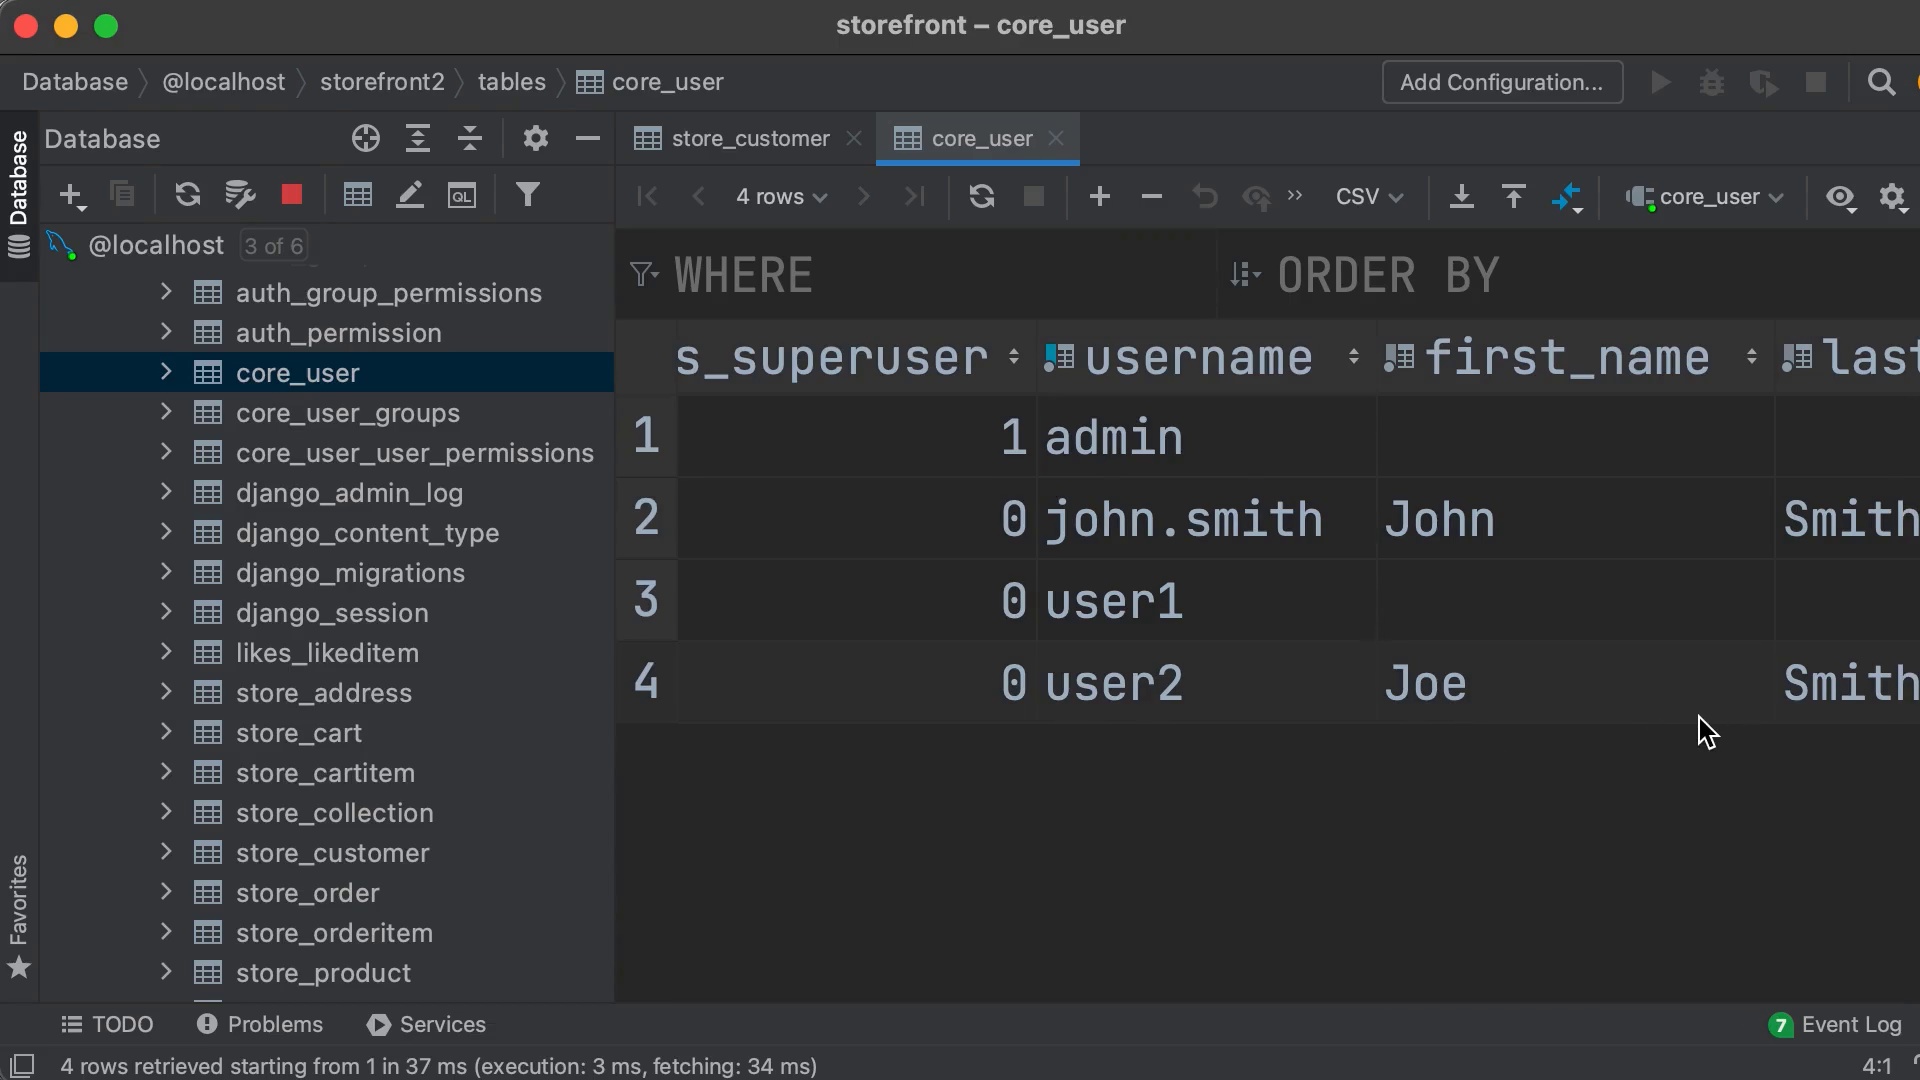 storefront – core_user
Database @localhost storefront2 tables core_user
Add Configuration...
Database
Favorites
Database
QL
@localhost 3 of 6
auth_group_permissions
auth_permission
core_user
core_user_groups
core_user_user_permissions
django_admin_log
django_content_type
django_migrations
django_session
likes_likeditem
store_address
store_cart
store_cartitem
store_collection
store_customer
store_order
store_orderitem
store_product
store_customer core_user
4 rows CSV core_user
WHERE ORDER BY
s_superuser username first_name last
1 1 admin
2 0 john.smith John Smith
3 0 user1
4 0 user2 Joe Smith
TODO Problems Services
7 Event Log
4 rows retrieved starting from 1 in 37 ms (execution: 3 ms, fetching: 34 ms)
4:1